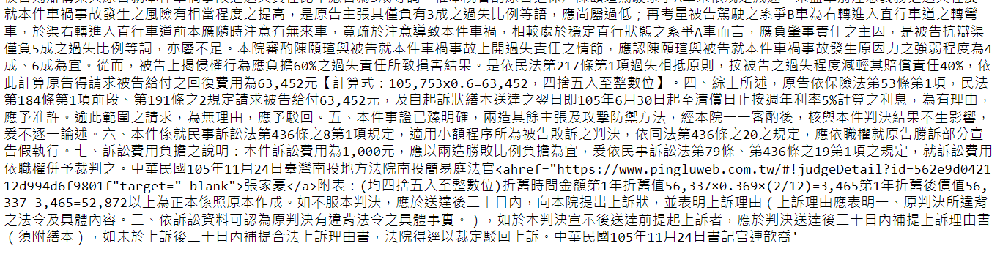 就本件車禍事故發生之風險有相當程度之提高，是原告主張其僅負有3成之過失比例等語，應尚屬過低；再考量被告駕駛之系爭B車為右轉進入直行車道之轉彎
車，於渠右轉進入直行車道前本應隨時注意有無來車，竟疏於注意導致本件車禍，相較處於穩定直行狀態之系爭A車而言，應負肇事責任之主因，是被告抗辯渠
僅負5成之過失比例等詞，亦屬不足。本院審酌陳頤瑄與被告就本件車禍事故上開過失責任之情節，應認陳頤瑄與被告就本件車禍事故發生原因力之強弱程度為4
成、6成為宜。從而，被告上揭侵權行為應負擔60%之過失責任所致損害結果。是依民法第217條第1項過失相抵原則，按被告之過失程度減輕其賠償責任40%，依
此計算原告得請求被告給付之回復費用為63,452元【計算式：105,753x0.6=63,452，四捨五入至整數位】。四、綜上所述，原告依保險法第53條第1項，民法
第184條第1項前段、第191條之2規定請求被告給付63,452元，及自起訴狀繕本送達之翌日即105年6月30日起至清償日止按週年利率5%計算之利息，為有理由，
應予准許。逾此範圍之請求，為無理由，應予駁回。五、本件事證已臻明確，兩造其餘主張及攻擊防禦方法，經本院一一審酌後，核與本件判決結果不生影響，
爰不逐一論述。六、本件係就民事訴訟法第436條之8第1項規定，適用小額程序所為被告敗訴之判決，依同法第436條之20之規定，應依職權就原告勝訴部分宣
告假執行。七、訴訟費用負擔之說明：本件訴訟費用為1,000元，應以兩造勝敗比例負擔為宜，爰依民事訴訟法第79條、第436條之19第1項之規定，就訴訟費用
依職權併予裁判之。中華民國105年11月24日臺灣南投地方法院南投簡易庭法官<ahref="https://www.pingluweb.com.tw/#!judgeDetail?id=562e9d0421
12d994d6f9801f"target="_blank">張家豪</a>附表：(均四捨五入至整數位)折舊時間金額第1年折舊值56,337×0.369×(2/12)=3,465第1年折舊後價值56,
337-3,465=52,872以上為正本係照原本作成。如不服本判決，應於送達後二十日內，向本院提出上訴狀，並表明上訴理由（上訴理由應表明一、原判決所違背
之法令及具體內容。二、依訴訟資料可認為原判決有違背法令之具體事實。），如於本判決宣示後送達前提起上訴者，應於判決送達後二十日內補提上訴理由書
（須附繕本），如未於上訴後二十日內補提合法上訴理由書，法院得逕以裁定駁回上訴。中華民國105年11月24日書記官連歆喬'